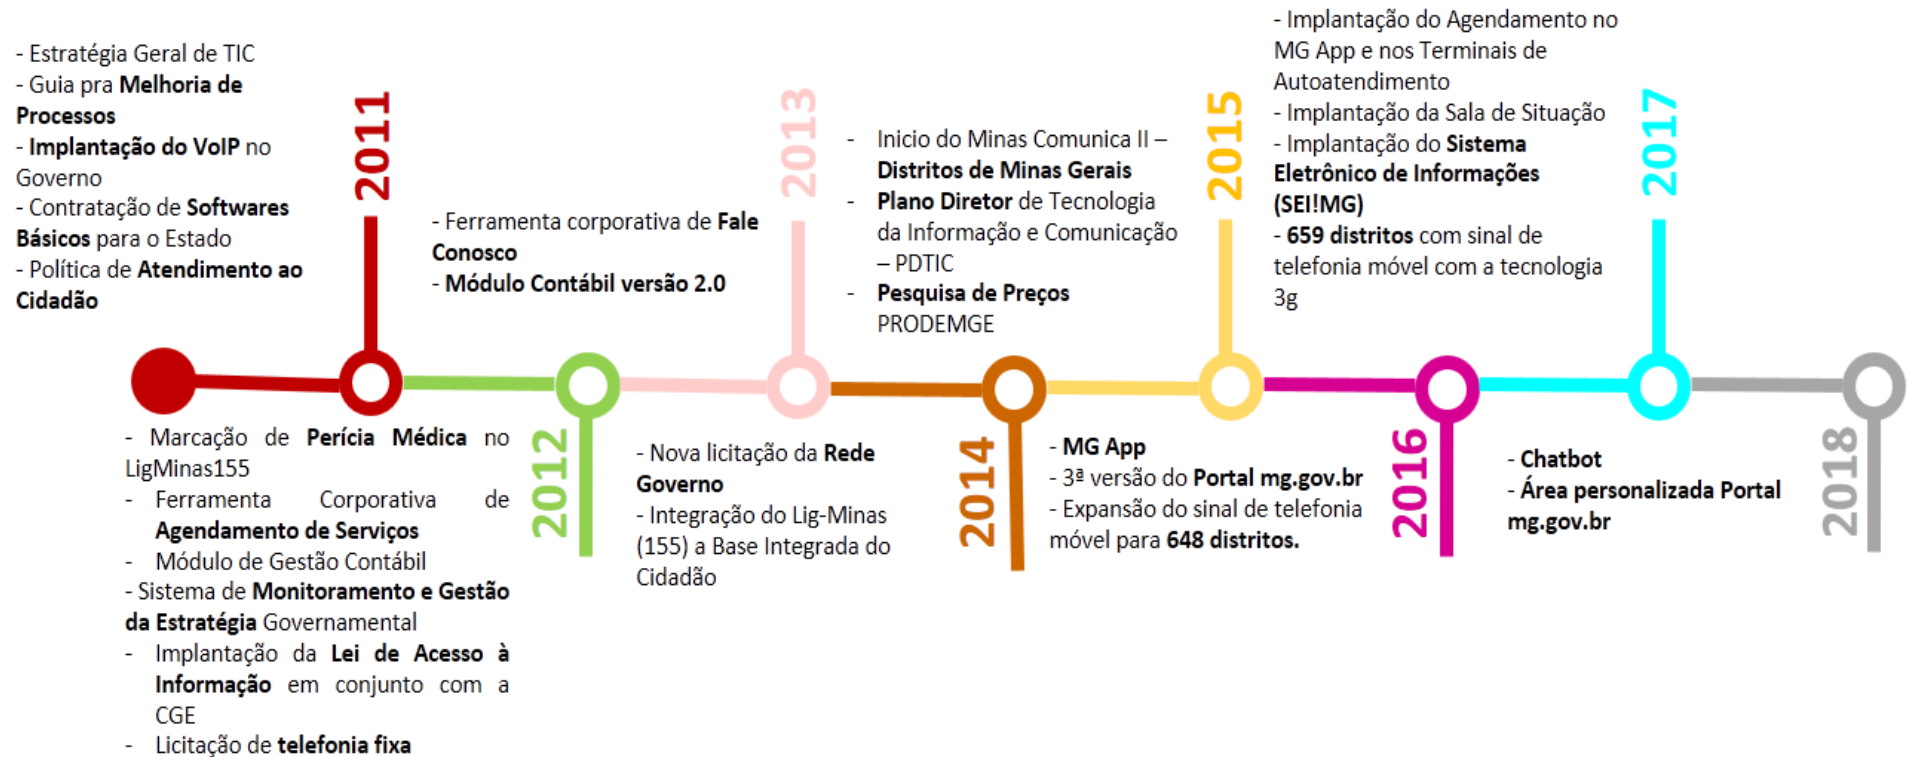 - Estratégia Geral de TIC
- Guia pra Melhoria de
Processos
- Implantação do VoIP no
Governo
- Contratação de Softwares
Básicos para o Estado
- Política de Atendimento ao
Cidadão
2011
- Marcação de Perícia Médica no
LigMinas155
- Ferramenta Corporativa de
Agendamento de Serviços
- Módulo de Gestão Contábil
- Sistema de Monitoramento e Gestão
da Estratégia Governamental
- Implantação da Lei de Acesso à
Informação em conjunto com a
CGE
- Licitação de telefonia fixa
2012
- Ferramenta corporativa de Fale
Conosco
- Módulo Contábil versão 2.0
2013
- Nova licitação da Rede
Governo
- Integração do Lig-Minas
(155) a Base Integrada do
Cidadão
2014
- Inicio do Minas Comunica II –
Distritos de Minas Gerais
- Plano Diretor de Tecnologia
da Informação e Comunicação
– PDTIC
- Pesquisa de Preços
PRODEMGE
2015
- MG App
- 3ª versão do Portal mg.gov.br
- Expansão do sinal de telefonia
móvel para 648 distritos.
2016
- Implantação do Agendamento no
MG App e nos Terminais de
Autoatendimento
- Implantação da Sala de Situação
- Implantação do Sistema
Eletrônico de Informações
(SEI!MG)
- 659 distritos com sinal de
telefonia móvel com a tecnologia
3g
2017
- Chatbot
- Área personalizada Portal
mg.gov.br
2018